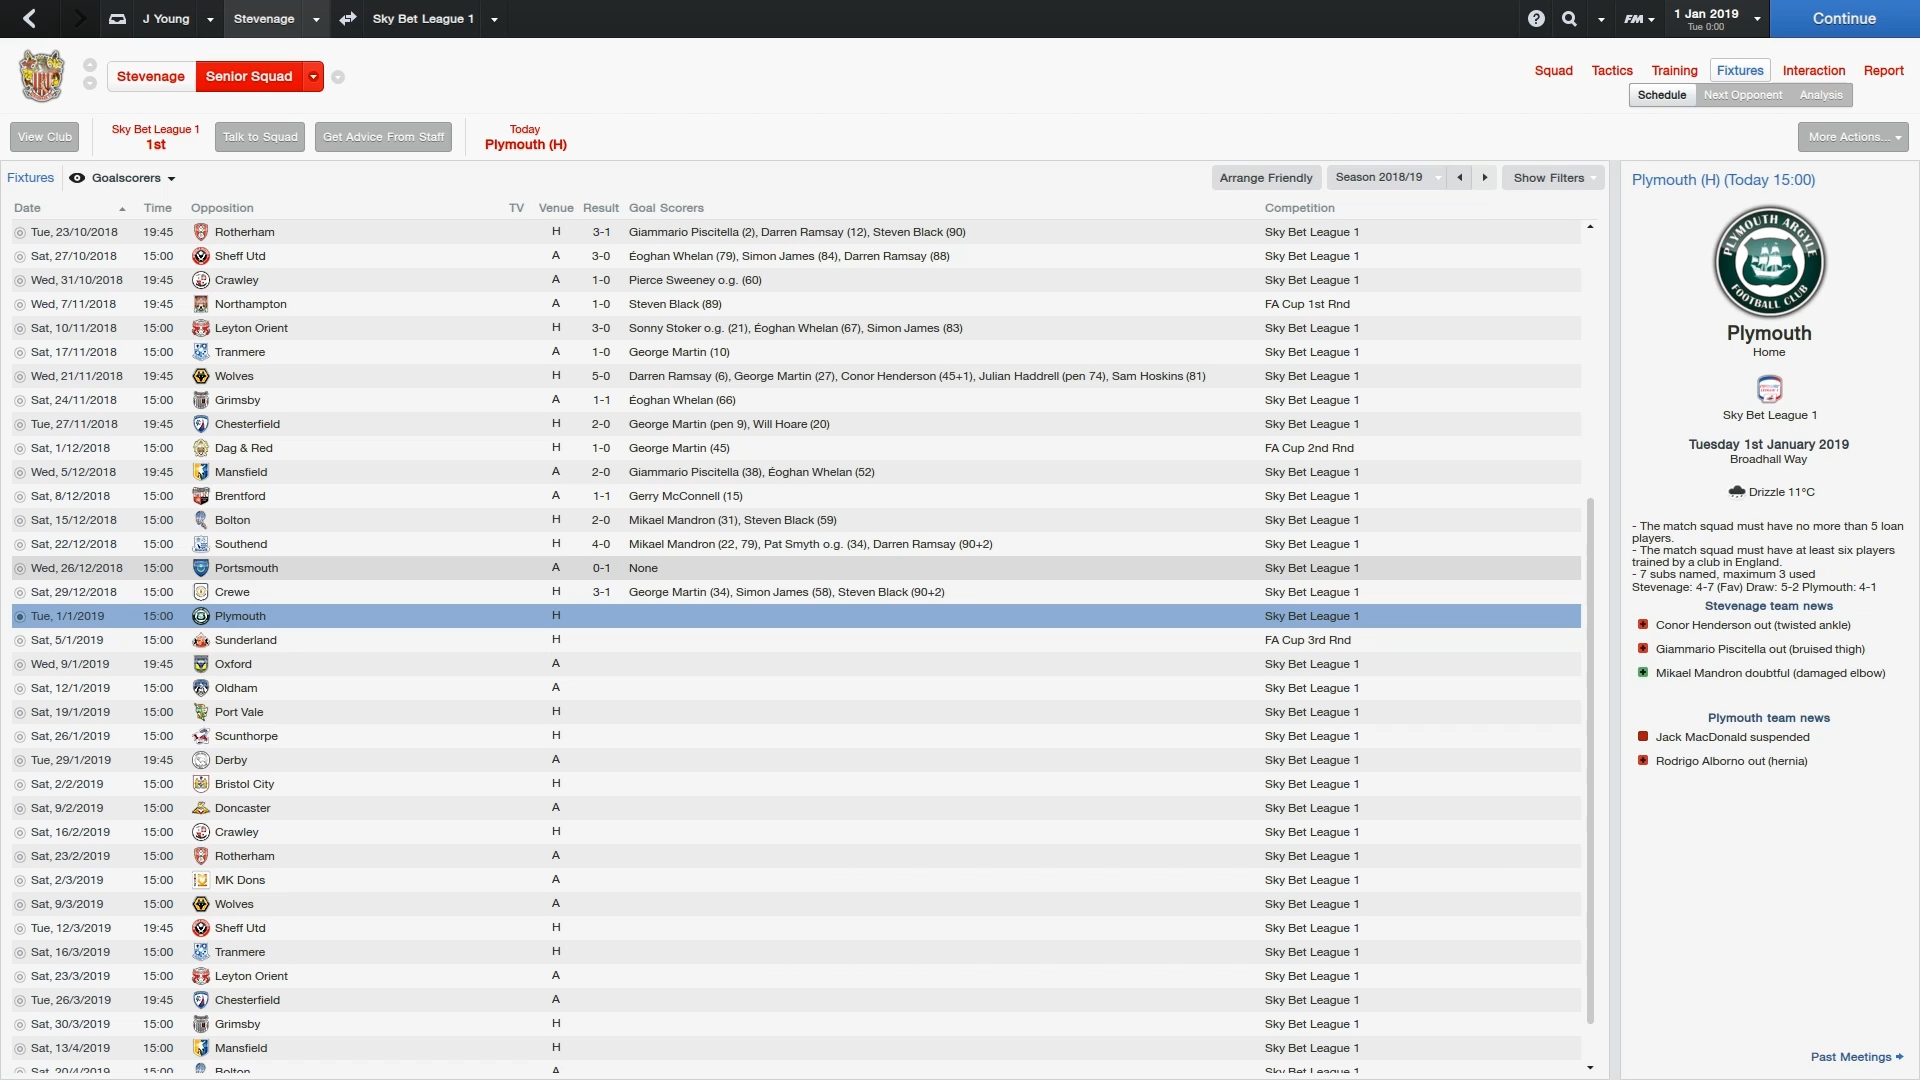 J Young Stevenage Sky Bet League 1 FM 1 Jan 2019 Tue 0:00 Continue
Stevenage Senior Squad
Squad Tactics Training Fixtures Interaction Report
Schedule Next Opponent Analysis
View Club Sky Bet League 1 1st Talk to Squad Get Advice From Staff Today Plymouth (H) More Actions...
Fixtures Goalscorers Arrange Friendly Season 2018/19 Show Filters
Date Time Opposition TV Venue Result Goal Scorers Competition
Tue, 23/10/2018 19:45 Rotherham H 3-1 Giammario Piscitella (2), Darren Ramsay (12), Steven Black (90) Sky Bet League 1
Sat, 27/10/2018 15:00 Sheff Utd A 3-0 Éoghan Whelan (79), Simon James (84), Darren Ramsay (88) Sky Bet League 1
Wed, 31/10/2018 19:45 Crawley A 1-0 Pierce Sweeney o.g. (60) Sky Bet League 1
Wed, 7/11/2018 19:45 Northampton A 1-0 Steven Black (89) FA Cup 1st Rnd
Sat, 10/11/2018 15:00 Leyton Orient H 3-0 Sonny Stoker o.g. (21), Éoghan Whelan (67), Simon James (83) Sky Bet League 1
Sat, 17/11/2018 15:00 Tranmere A 1-0 George Martin (10) Sky Bet League 1
Wed, 21/11/2018 19:45 Wolves H 5-0 Darren Ramsay (6), George Martin (27), Conor Henderson (45+1), Julian Haddrell (pen 74), Sam Hoskins (81) Sky Bet League 1
Sat, 24/11/2018 15:00 Grimsby A 1-1 Éoghan Whelan (66) Sky Bet League 1
Tue, 27/11/2018 19:45 Chesterfield H 2-0 George Martin (pen 9), Will Hoare (20) Sky Bet League 1
Sat, 1/12/2018 15:00 Dag & Red H 1-0 George Martin (45) FA Cup 2nd Rnd
Wed, 5/12/2018 19:45 Mansfield A 2-0 Giammario Piscitella (38), Éoghan Whelan (52) Sky Bet League 1
Sat, 8/12/2018 15:00 Brentford A 1-1 Gerry McConnell (15) Sky Bet League 1
Sat, 15/12/2018 15:00 Bolton H 2-0 Mikael Mandron (31), Steven Black (59) Sky Bet League 1
Sat, 22/12/2018 15:00 Southend H 4-0 Mikael Mandron (22, 79), Pat Smyth o.g. (34), Darren Ramsay (90+2) Sky Bet League 1
Wed, 26/12/2018 15:00 Portsmouth A 0-1 None Sky Bet League 1
Sat, 29/12/2018 15:00 Crewe H 3-1 George Martin (34), Simon James (58), Steven Black (90+2) Sky Bet League 1
Tue, 1/1/2019 15:00 Plymouth H Sky Bet League 1
Sat, 5/1/2019 15:00 Sunderland H FA Cup 3rd Rnd
Wed, 9/1/2019 19:45 Oxford A Sky Bet League 1
Sat, 12/1/2019 15:00 Oldham A Sky Bet League 1
Sat, 19/1/2019 15:00 Port Vale H Sky Bet League 1
Sat, 26/1/2019 15:00 Scunthorpe H Sky Bet League 1
Tue, 29/1/2019 19:45 Derby A Sky Bet League 1
Sat, 2/2/2019 15:00 Bristol City H Sky Bet League 1
Sat, 9/2/2019 15:00 Doncaster A Sky Bet League 1
Sat, 16/2/2019 15:00 Crawley H Sky Bet League 1
Sat, 23/2/2019 15:00 Rotherham A Sky Bet League 1
Sat, 2/3/2019 15:00 MK Dons A Sky Bet League 1
Sat, 9/3/2019 15:00 Wolves A Sky Bet League 1
Tue, 12/3/2019 19:45 Sheff Utd H Sky Bet League 1
Sat, 16/3/2019 15:00 Tranmere H Sky Bet League 1
Sat, 23/3/2019 15:00 Leyton Orient A Sky Bet League 1
Tue, 26/3/2019 19:45 Chesterfield A Sky Bet League 1
Sat, 30/3/2019 15:00 Grimsby H Sky Bet League 1
Sat, 13/4/2019 15:00 Mansfield H Sky Bet League 1
Sat, 20/4/2019 15:00 Bolton A Sky Bet League 1
Plymouth (H) (Today 15:00)
PLYMOUTH ARGYLE
FOOTBALL CLUB
Plymouth
Home
Sky Bet League 1
Tuesday 1st January 2019
Broadhall Way
Drizzle 11°C
- The match squad must have no more than 5 loan
players.
- The match squad must have at least six players
trained by a club in England.
- 7 subs named, maximum 3 used
Stevenage: 4-7 (Fav) Draw: 5-2 Plymouth: 4-1
Stevenage team news
Conor Henderson out (twisted ankle)
Giammario Piscitella out (bruised thigh)
Mikael Mandron doubtful (damaged elbow)
Plymouth team news
Jack MacDonald suspended
Rodrigo Alborno out (hernia)
Past Meetings